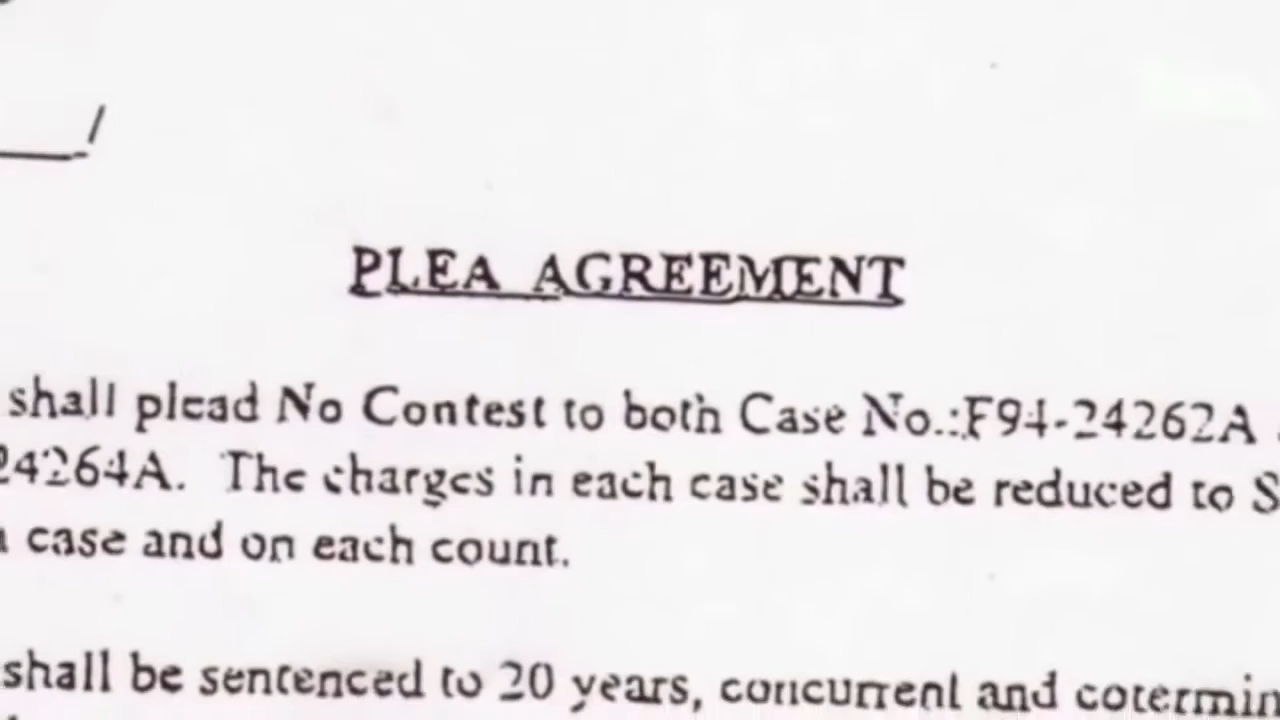 PLEA AGREEMENT
shall plead No Contest to both Case No.:F94-24262A
24264A. The charges in each case shall be reduced to S
case and on each count.
shall be sentenced to 20 years, concurrent and cotermin